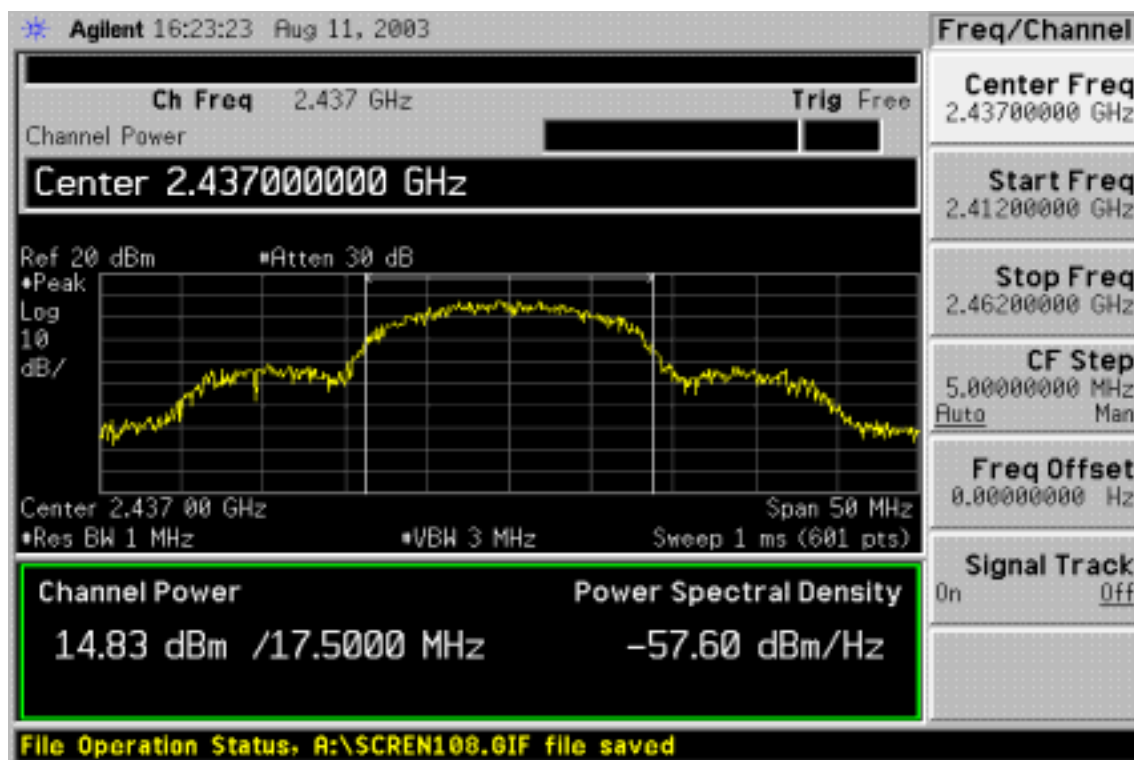 Agilent 16:23:23 Aug 11, 2003
Freq/Channel
Ch Freq 2.437 GHz Trig Free
Channel Power
Center 2.437000000 GHz
Ref 20 dBm #Atten 30 dB
#Peak
Log
10
dB/
Center 2.437 00 GHz Span 50 MHz
#Res BW 1 MHz #VBW 3 MHz Sweep 1 ms (601 pts)
Channel Power Power Spectral Density
14.83 dBm /17.5000 MHz -57.60 dBm/Hz
File Operation Status, A:\SCREN108.GIF file saved
Center Freq
2.43700000 GHz
Start Freq
2.41200000 GHz
Stop Freq
2.46200000 GHz
CF Step
5.00000000 MHz
Auto Man
Freq Offset
0.00000000 Hz
Signal Track
On Off